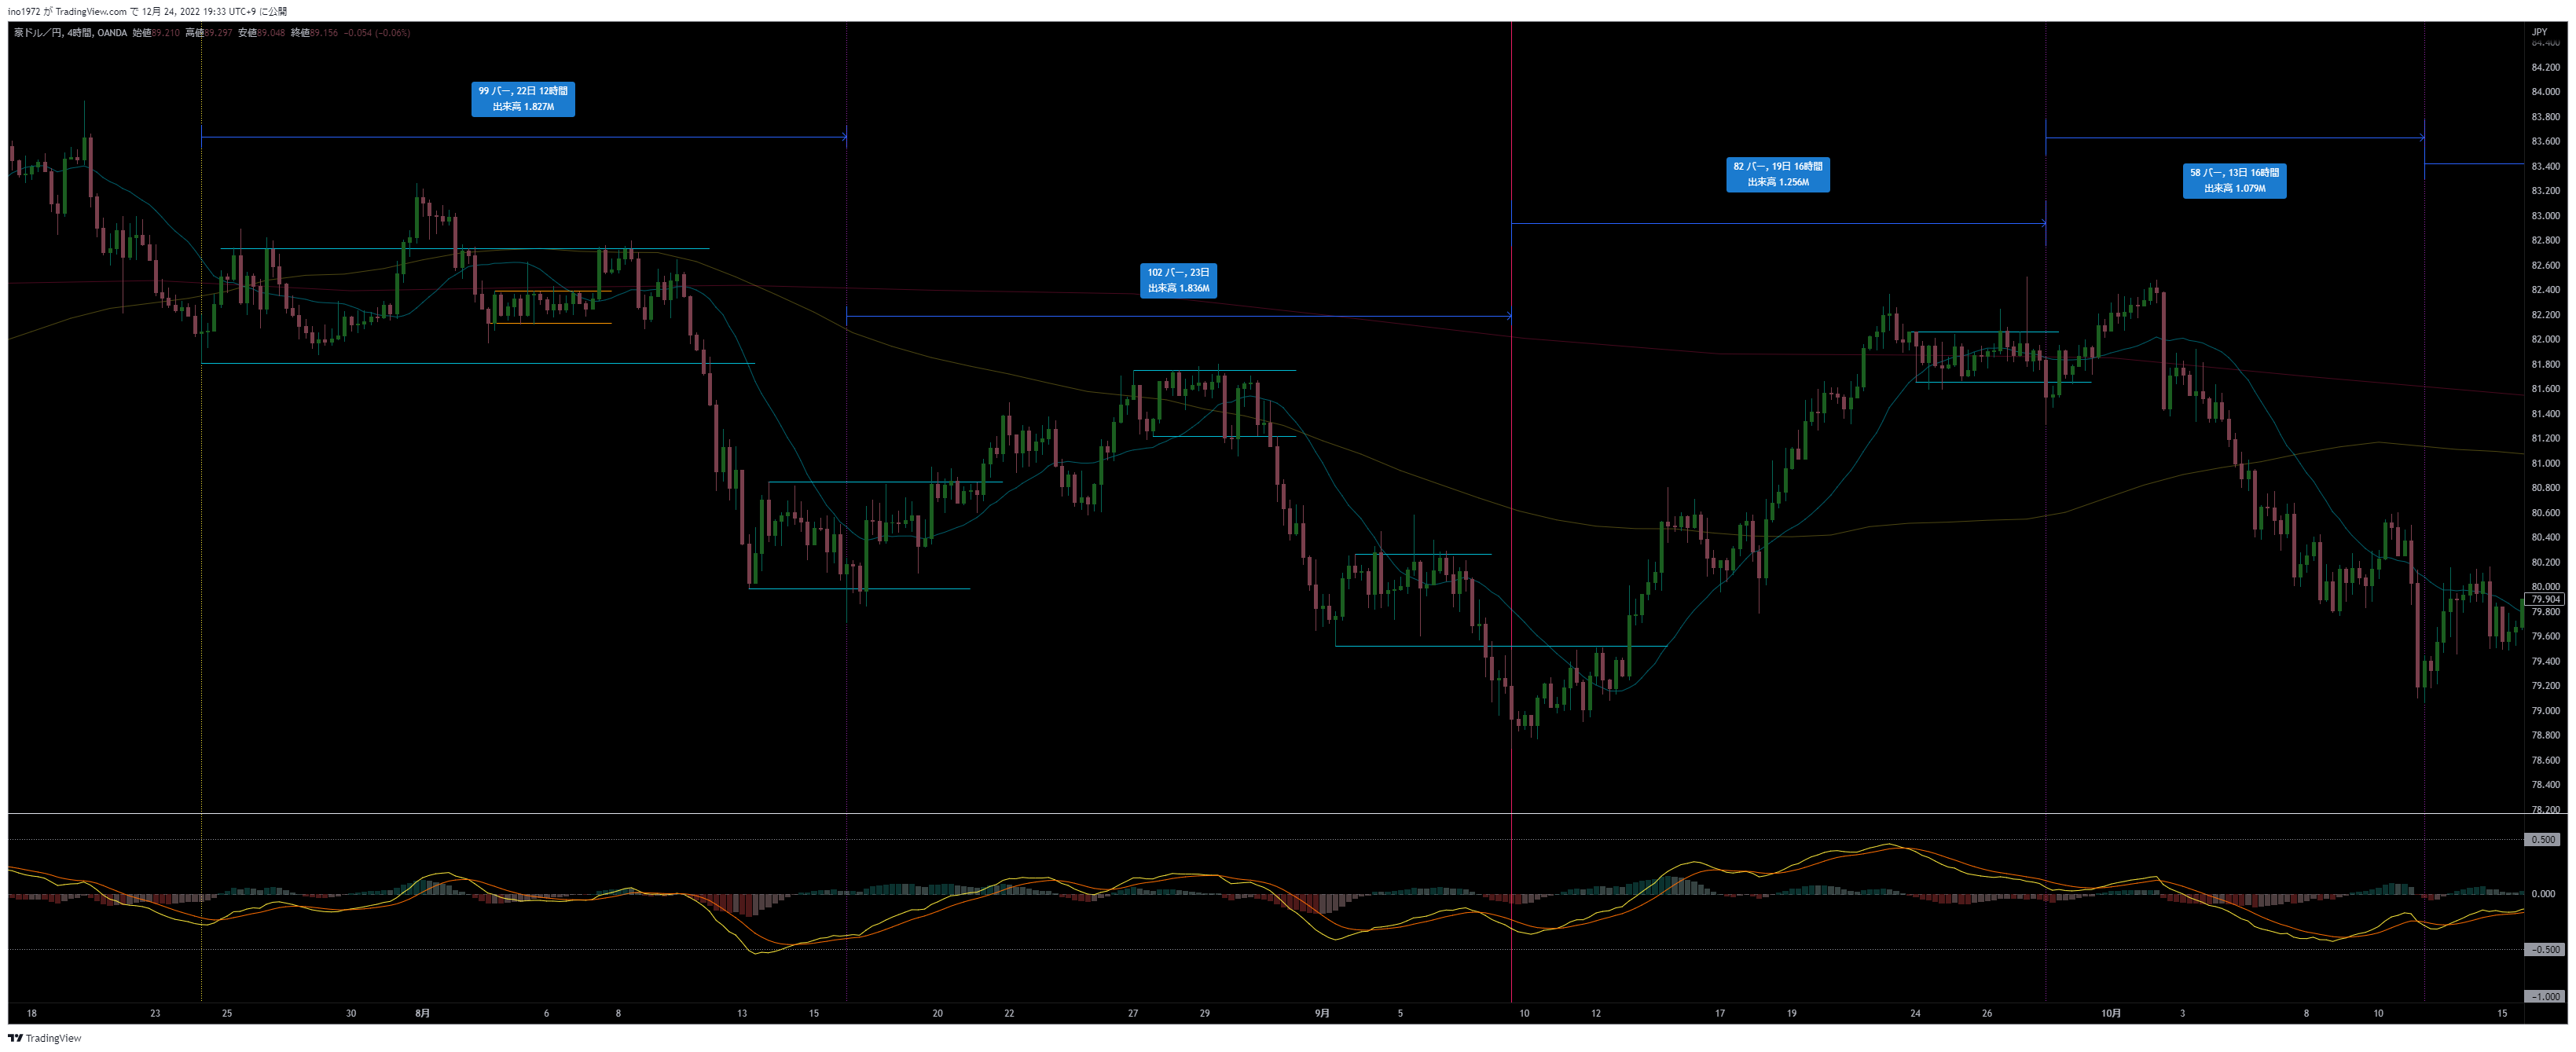 ino1972 が TradingView.com で 12月 24, 2022 19:33 UTC+9 に公開
豪ドル／円, 4時間, OANDA 始値89.210 高値89.297 安値89.048 終値89.156 −0.054 (−0.06%)
JPY
84.400
84.200
84.000
83.800
83.600
83.400
83.200
83.000
82.800
82.600
82.400
82.200
82.000
81.800
81.600
81.400
81.200
81.000
80.800
80.600
80.400
80.200
80.000
79.904
79.800
79.600
79.400
79.200
79.000
78.800
78.600
78.400
78.200
99 バー, 22日 12時間
出来高 1.827M
102 バー, 23日
出来高 1.836M
82 バー, 19日 16時間
出来高 1.256M
58 バー, 13日 16時間
出来高 1.079M
0.500
0.000
−0.500
−1.000
18 23 25 30 8月 6 8 13 15 20 22 27 29 9月 5 10 12 17 19 24 26 10月 3 8 10 15
TradingView